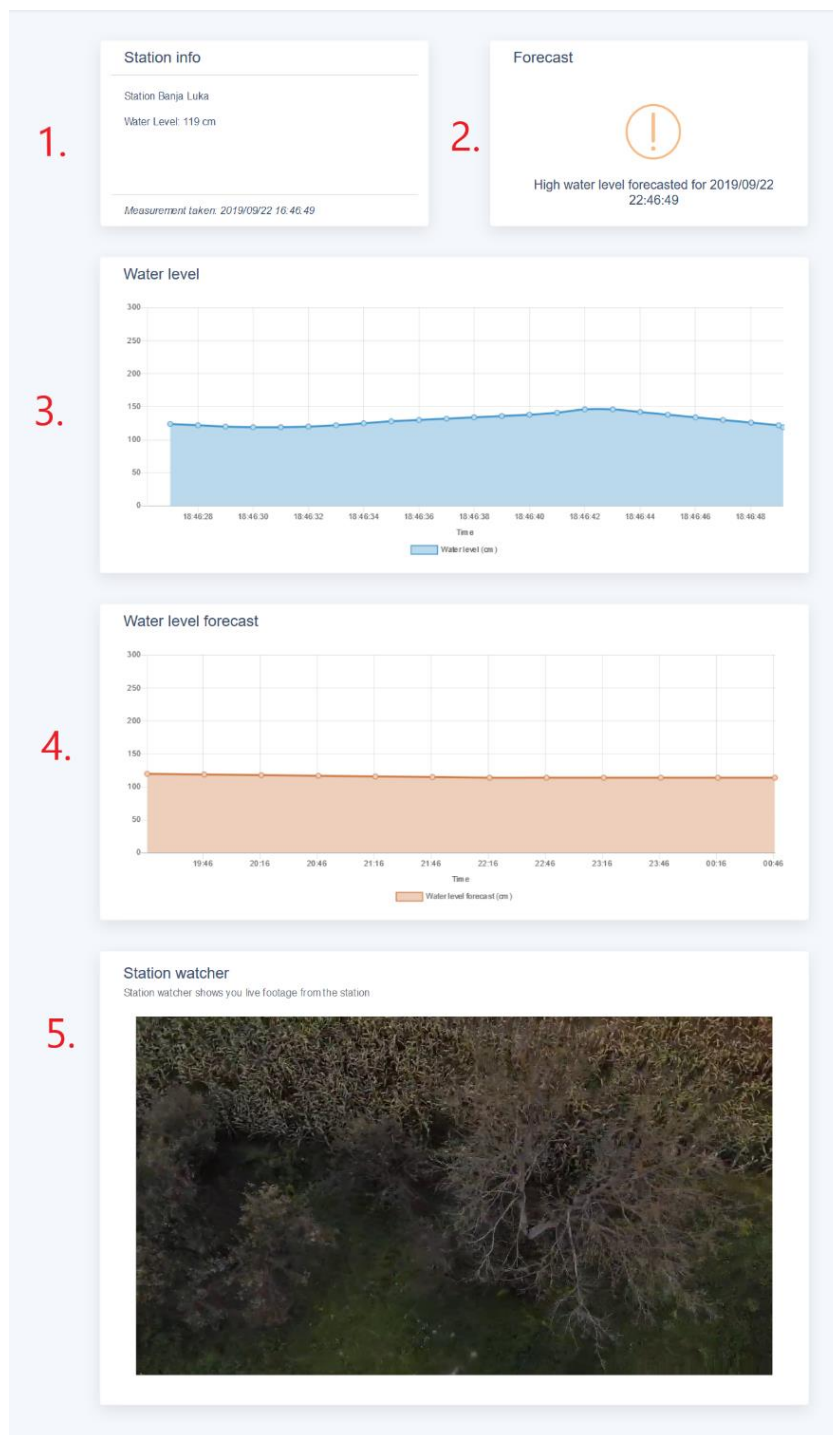 1.
Station info
Station Banja Luka
Water Level: 119 cm
Measurement taken: 2019/09/22 16:46:49
2.
Forecast
High water level forecasted for 2019/09/22
22:46:49
3.
Water level
300
250
200
150
100
50
0
18:46:28 18:46:30 18:46:32 18:46:34 18:46:36 18:46:38 18:46:40 18:46:42 18:46:44 18:46:46 18:46:48
Time
Water level (cm)
4.
Water level forecast
300
250
200
150
100
50
0
19:46 20:16 20:46 21:16 21:46 22:16 22:46 23:16 23:46 00:16 00:46
Time
Water level forecast (cm)
5.
Station watcher
Station watcher shows you live footage from the station